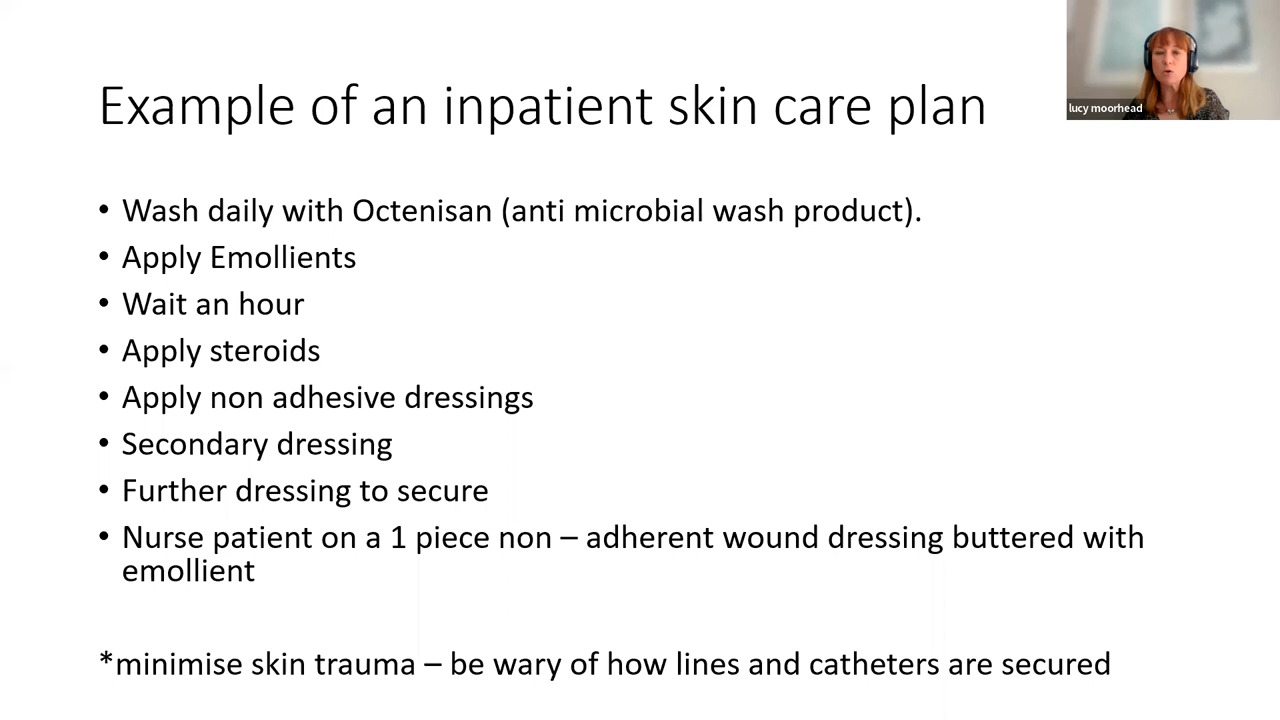 lucy moorhead
Example of an inpatient skin care plan
• Wash daily with Octenisan (anti microbial wash product).
• Apply Emollients
• Wait an hour
• Apply steroids
• Apply non adhesive dressings
• Secondary dressing
• Further dressing to secure
• Nurse patient on a 1 piece non – adherent wound dressing buttered with
emollient
*minimise skin trauma – be wary of how lines and catheters are secured